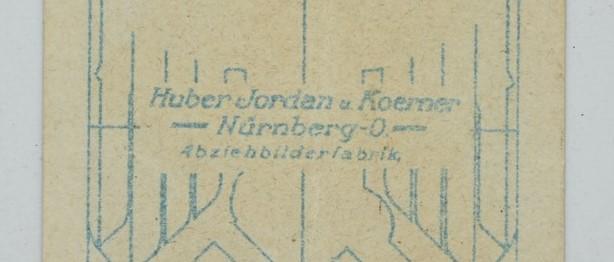 Huber Jordan u. Koerner
— Nürnberg-O. —
Abziehbilderfabrik.